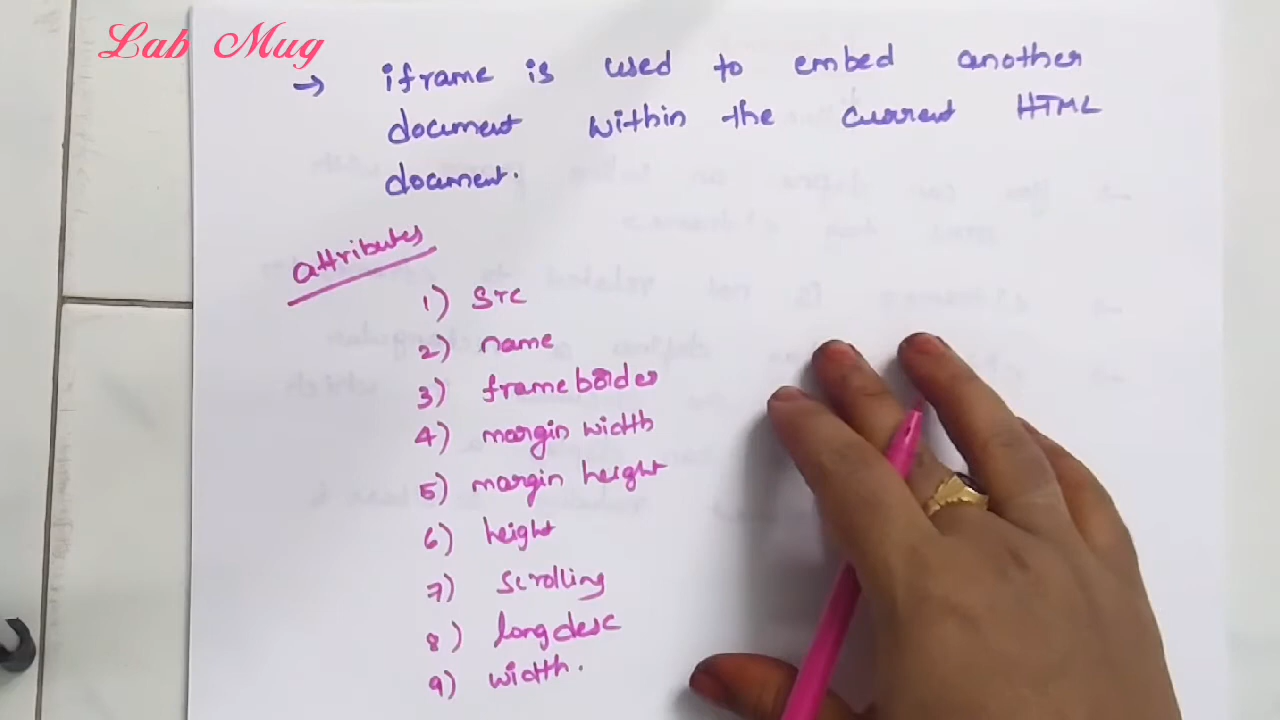 Lab Mug
→ iframe is used to embed another
document within the current HTML
document.
attributes
1) src
2) name
3) frameborder
4) margin width
5) margin height
6) height
7) scrolling
8) longdesc
9) width.